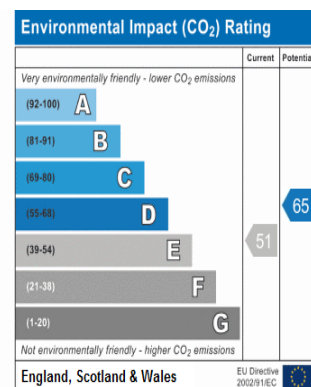 Environmental Impact (CO₂) Rating
Current Potentia
Very environmentally friendly - lower CO₂ emissions
(92-100) A
(81-91) B
(69-80) C
(55-68) D
65
(39-54) E
51
(21-38) F
(1-20) G
Not environmentally friendly - higher CO₂ emissions
England, Scotland & Wales
EU Directive
2002/91/EC